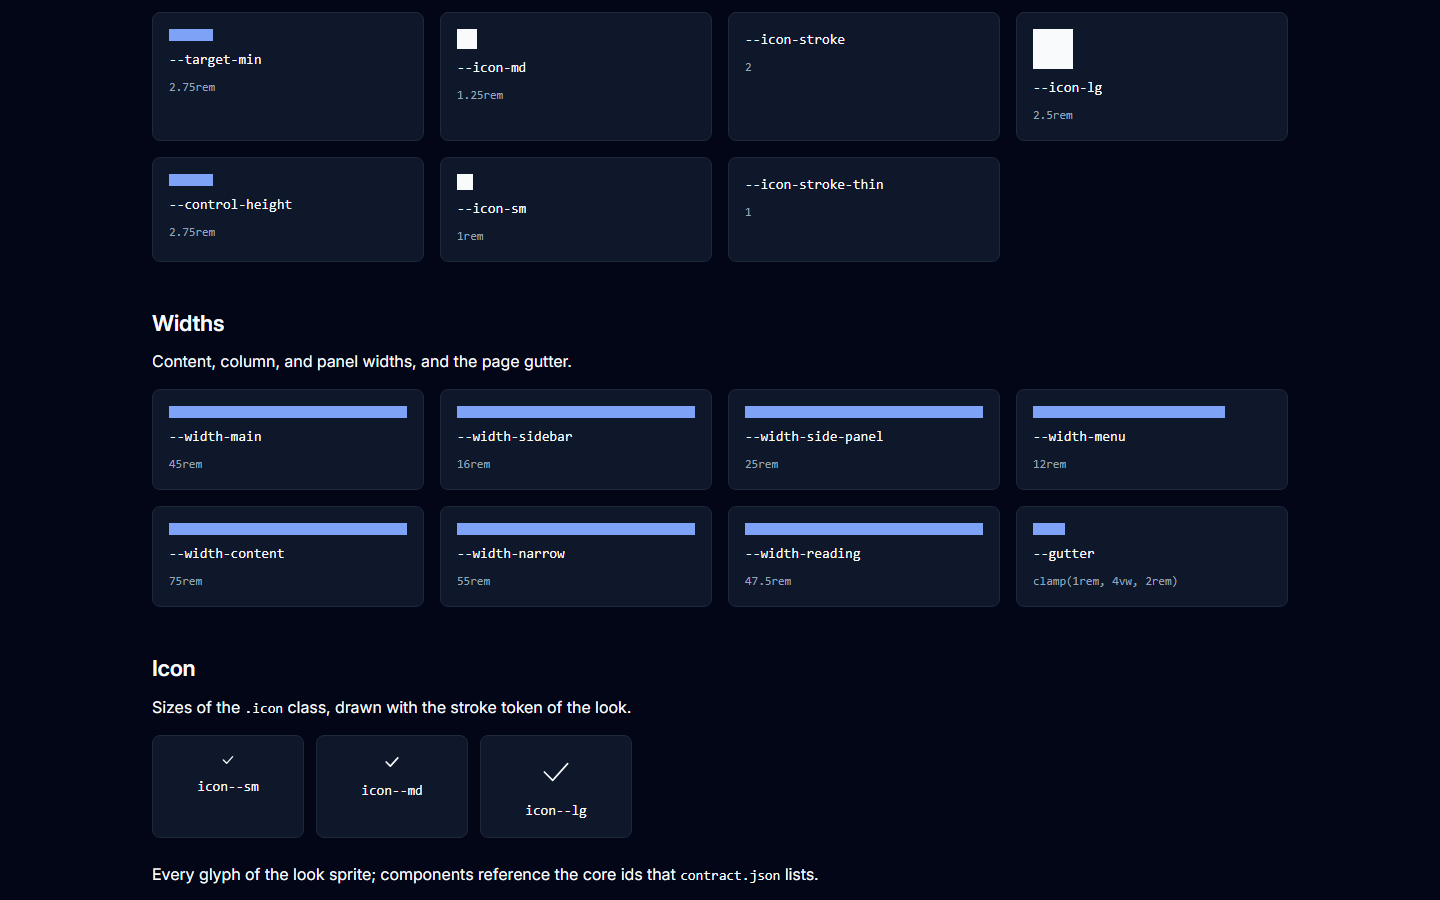 --target-min
2.75rem
--icon-md
1.25rem
--icon-stroke
2
--icon-lg
2.5rem
--control-height
2.75rem
--icon-sm
1rem
--icon-stroke-thin
1
Widths
Content, column, and panel widths, and the page gutter.
--width-main
45rem
--width-sidebar
16rem
--width-side-panel
25rem
--width-menu
12rem
--width-content
75rem
--width-narrow
55rem
--width-reading
47.5rem
--gutter
clamp(1rem, 4vw, 2rem)
Icon
Sizes of the .icon class, drawn with the stroke token of the look.
icon--sm
icon--md
icon--lg
Every glyph of the look sprite; components reference the core ids that contract.json lists.